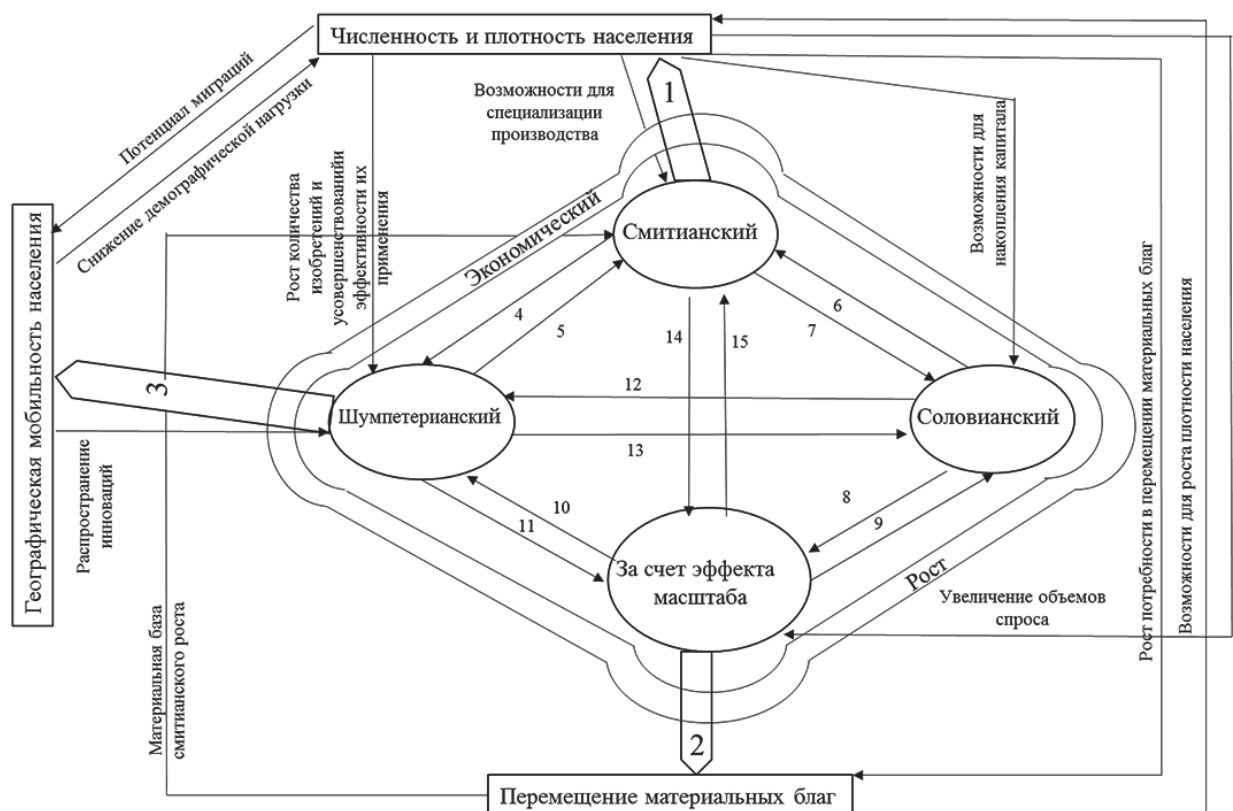 Численность и плотность населения
Потенциал миграций
Снижение демографической нагрузки
Возможности для
специализации
производства
1
Возможности для
накопления капитала
Рост количества
изобретений и
усовершенствованийи
эффективности их
применения
Экономический
Смитианский
Географическая мобильность населения
4
5
6
7
14
15
3
12
Шумпетерианский
Соловианский
13
Распространение
инноваций
10
11
8
9
За счет эффекта
масштаба
Рост
Увеличение объемов
спроса
Рост потребности в перемещении материальных благ
Возможности для роста плотности населения
Материальная база
смитианского роста
2
Перемещение материальных благ